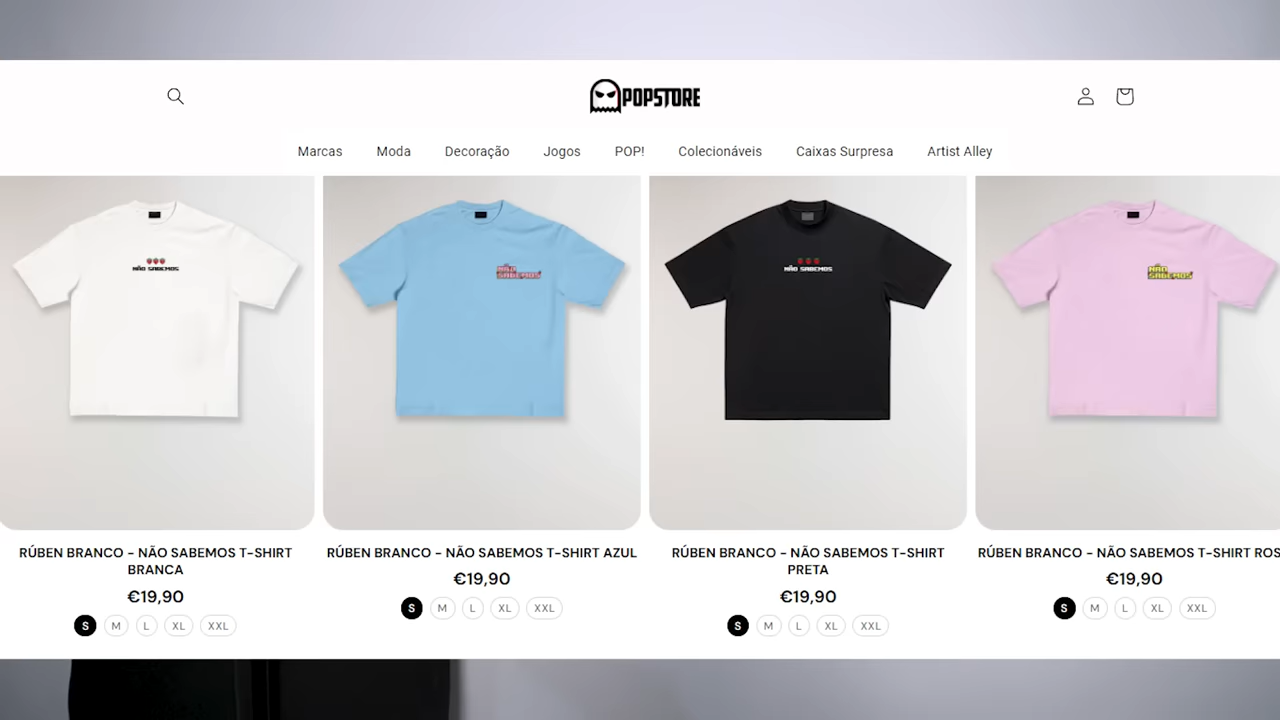 POPSTORE
Marcas Moda Decoração Jogos POP! Colecionáveis Caixas Surpresa Artist Alley
NÃO SABEMOS
NÃO
SABEMOS
NÃO SABEMOS
NÃO
SABEMOS
RÚBEN BRANCO - NÃO SABEMOS T-SHIRT
BRANCA
€19,90
S M L XL XXL
RÚBEN BRANCO - NÃO SABEMOS T-SHIRT AZUL
€19,90
S M L XL XXL
RÚBEN BRANCO - NÃO SABEMOS T-SHIRT
PRETA
€19,90
S M L XL XXL
RÚBEN BRANCO - NÃO SABEMOS T-SHIRT ROS
€19,90
S M L XL XXL